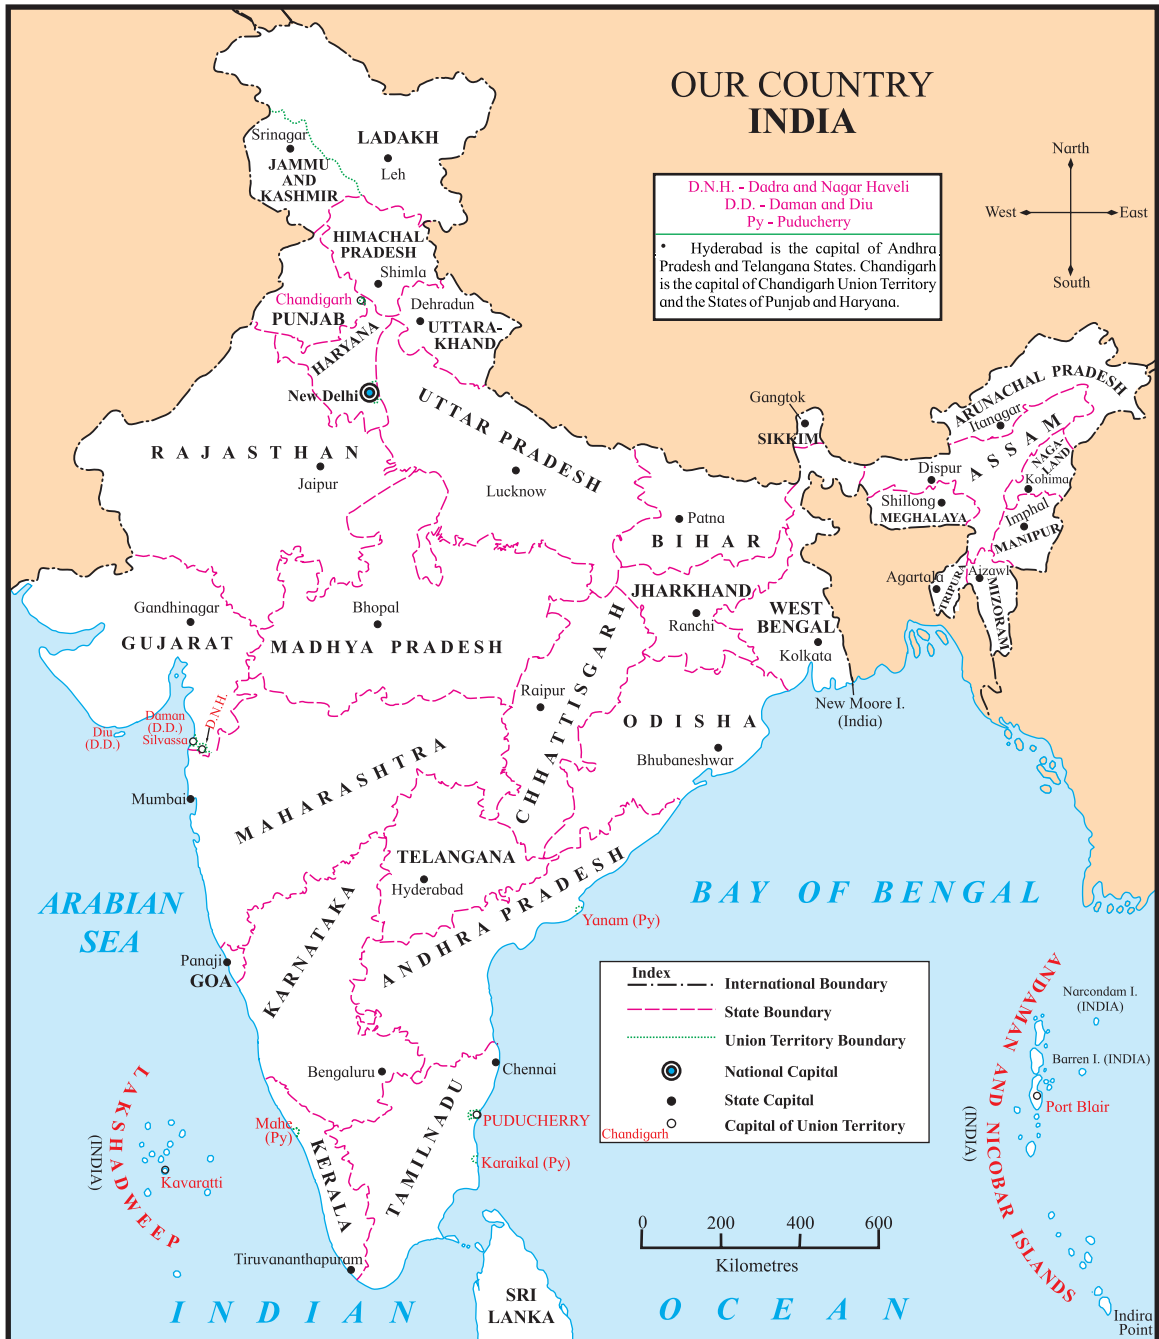 OUR COUNTRY
INDIA
North
West
East
South
D.N.H. - Dadra and Nagar Haveli
D.D. - Daman and Diu
Py - Puducherry
• Hyderabad is the capital of Andhra
Pradesh and Telangana States. Chandigarh
is the capital of Chandigarh Union Territory
and the States of Punjab and Haryana.
Srinagar
LADAKH
Leh
JAMMU
AND
KASHMIR
HIMACHAL
PRADESH
Shimla
Chandigarh
PUNJAB
Dehradun
UTTARA-
KHAND
HARYANA
New Delhi
UTTAR PRADESH
Lucknow
RAJASTHAN
Jaipur
Gangtok
SIKKIM
ARUNACHAL PRADESH
Itanagar
ASSAM
Dispur
NAGA-
LAND
Kohima
Shillong
MEGHALAYA
Imphal
MANIPUR
Patna
BIHAR
Agartala
TRIPURA
Aizawl
MIZORAM
Gandhinagar
GUJARAT
Bhopal
MADHYA PRADESH
JHARKHAND
Ranchi
WEST
BENGAL
Kolkata
New Moore I.
(India)
Raipur
CHHATTISGARH
ODISHA
Bhubaneshwar
Daman
(D.D.)
Silvassa
D.N.H.
Diu
(D.D.)
Mumbai
MAHARASHTRA
TELANGANA
Hyderabad
ANDHRA PRADESH
Yanam (Py)
ARABIAN
SEA
BAY OF BENGAL
KARNATAKA
Panaji
GOA
Bengaluru
Chennai
TAMILNADU
PUDUCHERRY
Karaikal (Py)
Mahe
(Py)
KERALA
Tiruvananthapuram
LAKSHADWEEP
(INDIA)
Kavaratti
Index
International Boundary
State Boundary
Union Territory Boundary
National Capital
State Capital
Capital of Union Territory
Chandigarh
ANDAMAN AND NICOBAR ISLANDS
(INDIA)
Narcondam I.
(INDIA)
Barren I. (INDIA)
Port Blair
Indira
Point
0 200 400 600
Kilometres
SRI
LANKA
INDIAN OCEAN